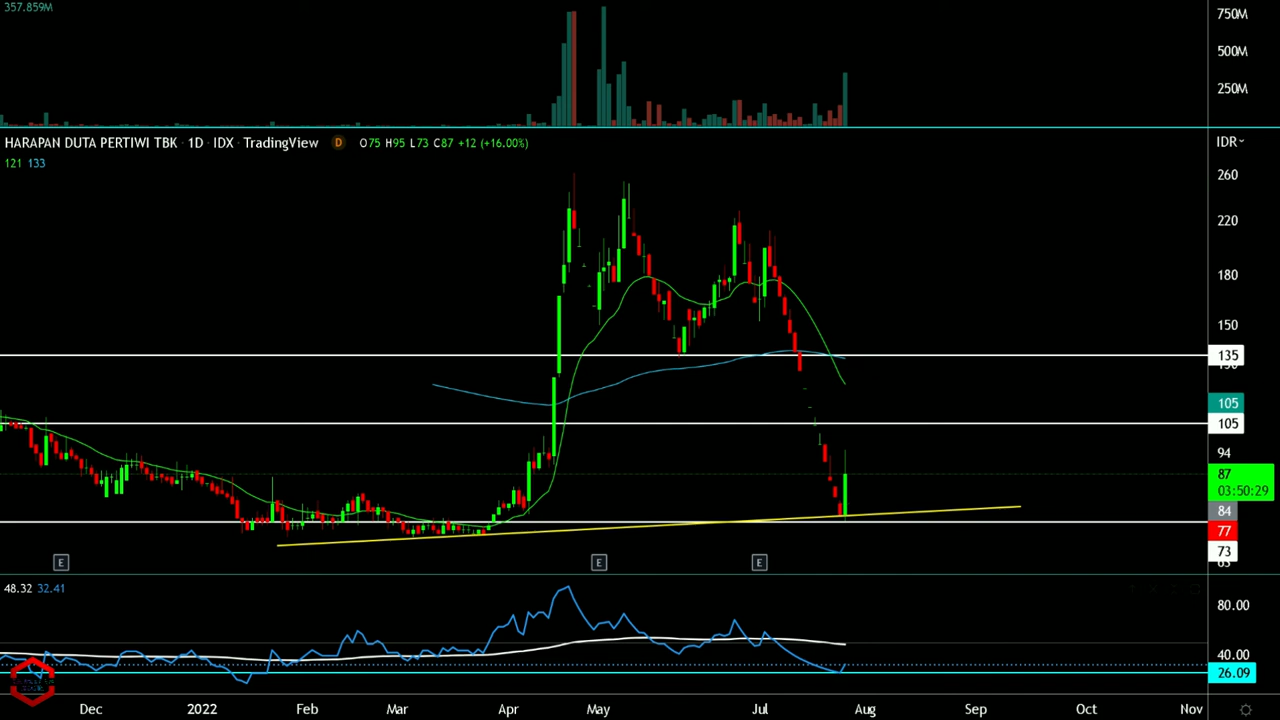 357.859M
750M
500M
250M
HARAPAN DUTA PERTIWI TBK · 1D · IDX · TradingView D O75 H95 L73 C87 +12 (+16.00%)
IDR
121 133
260
220
180
150
135
105
105
94
87
03:50:29
84
77
73
E E E
48.32 32.41
80.00
40.00
26.09
Dec 2022 Feb Mar Apr May Jul Aug Sep Oct Nov